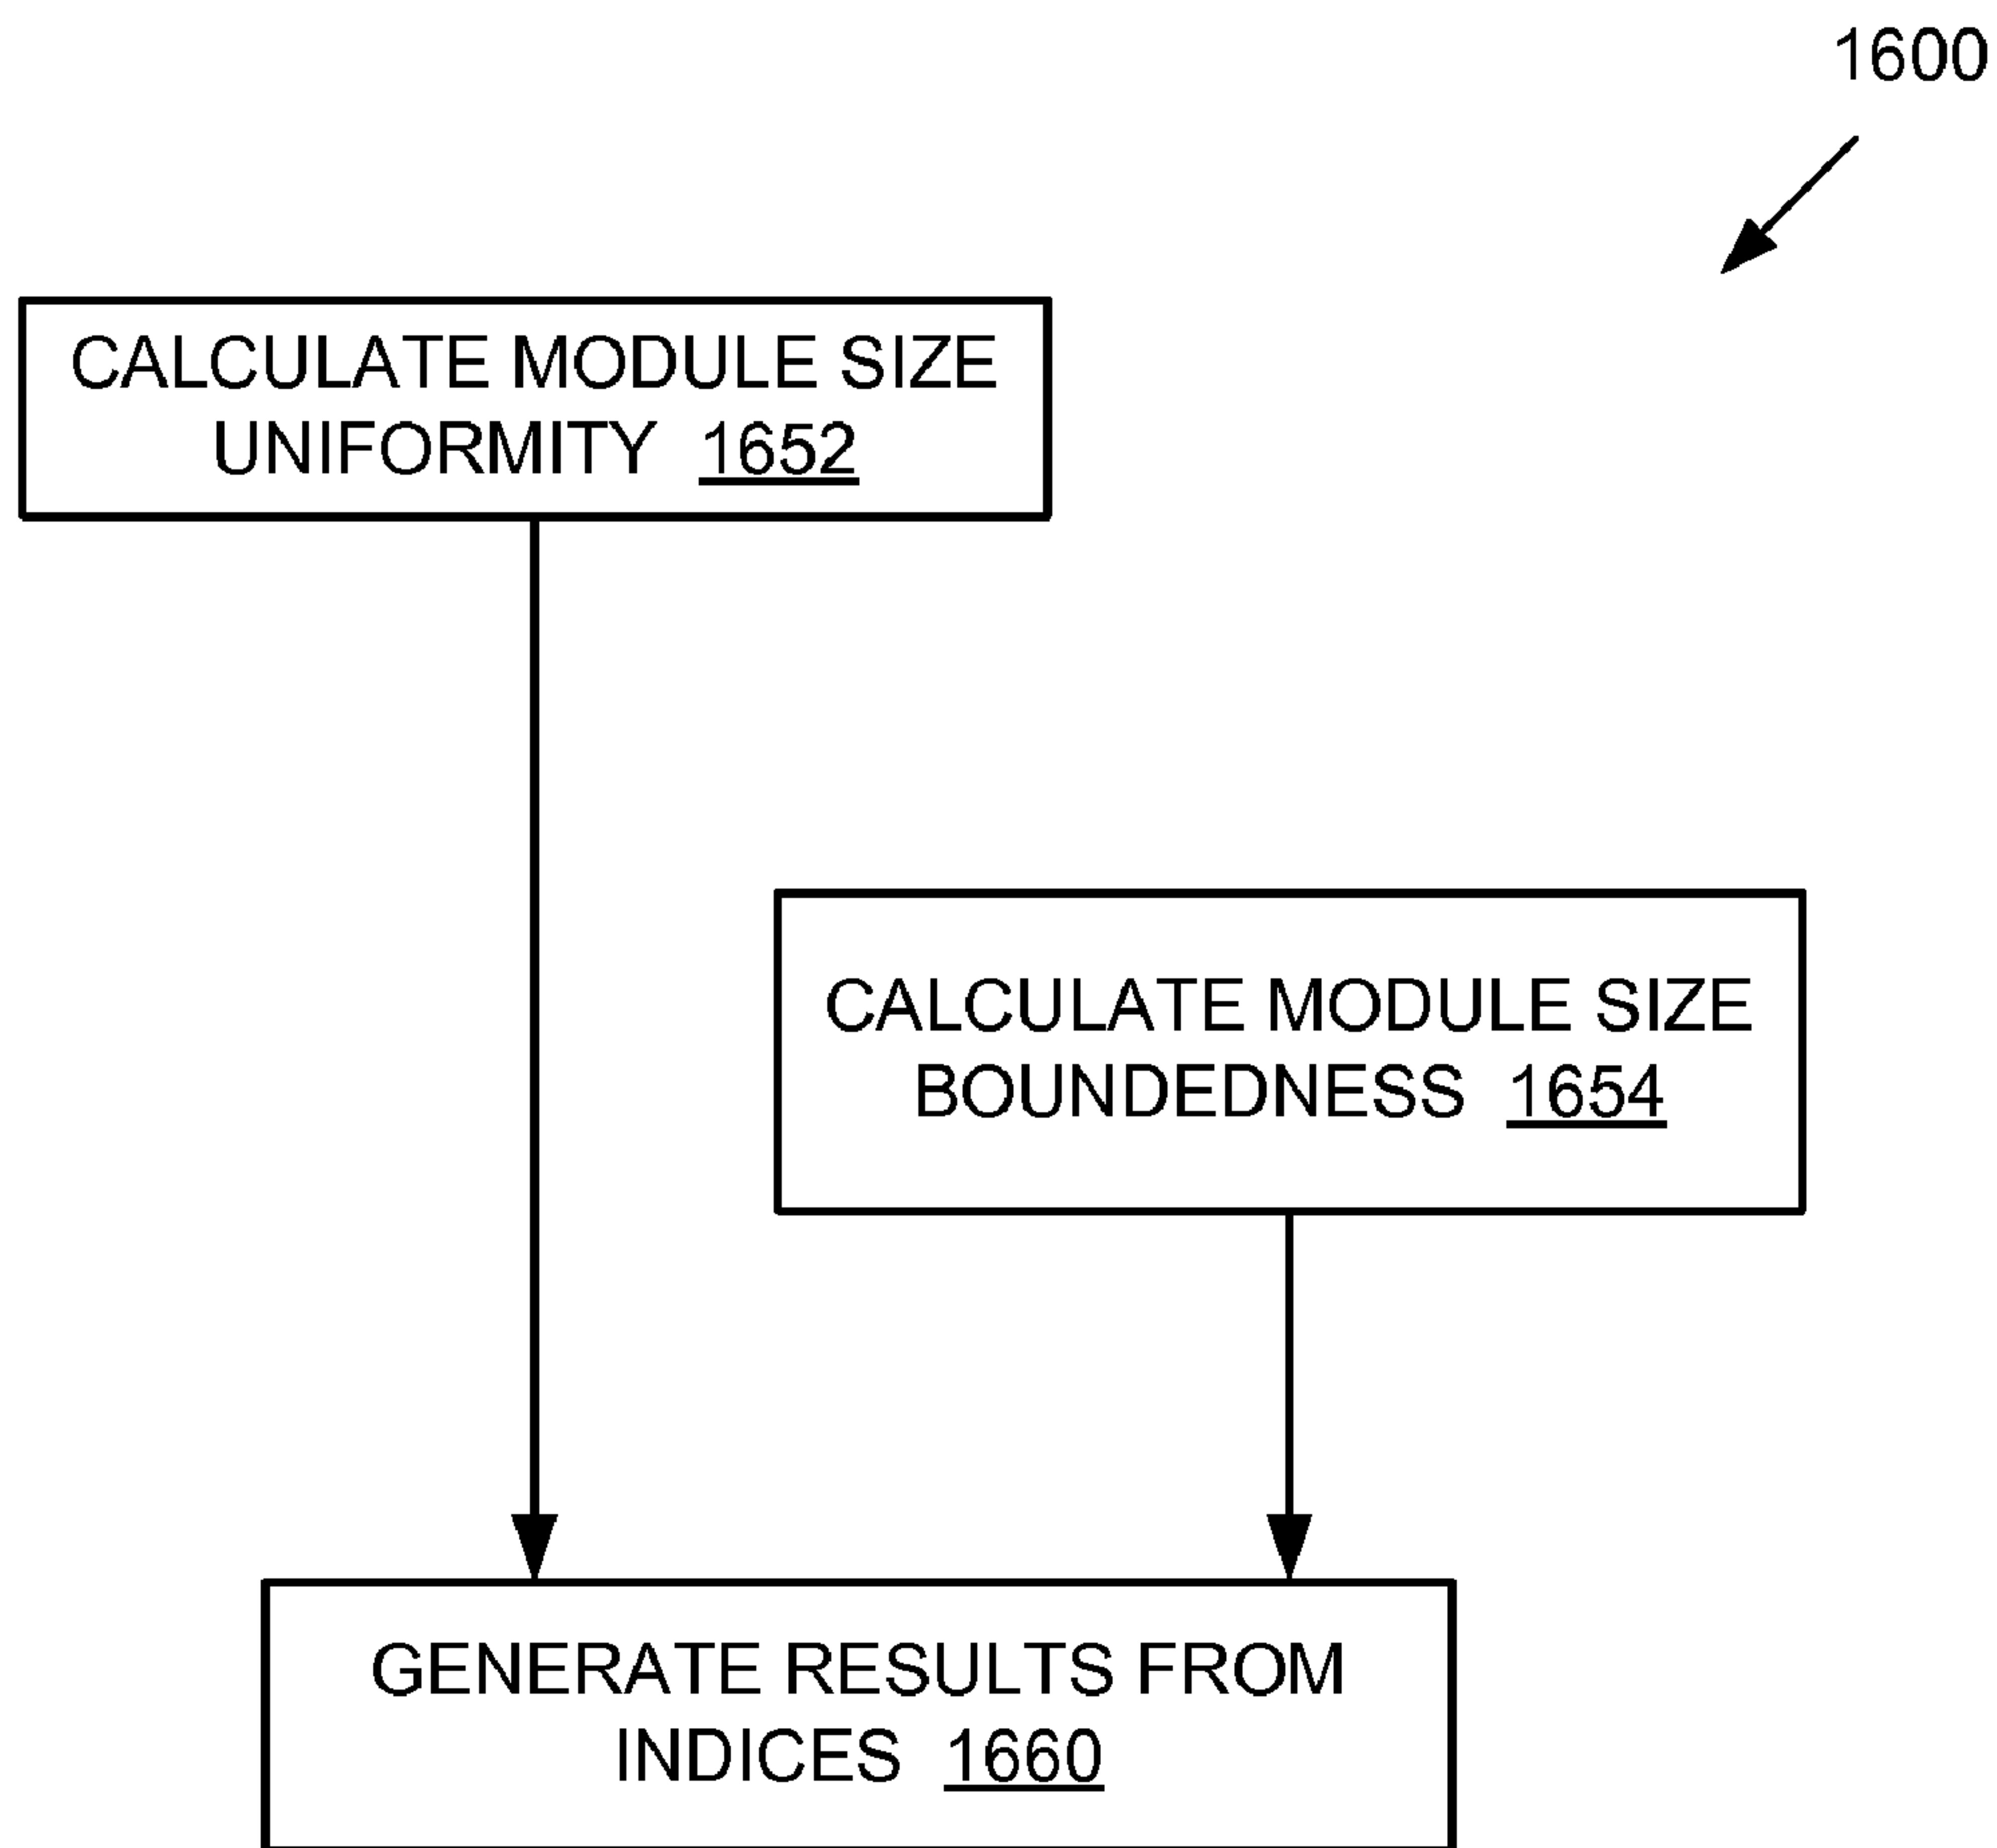 1600
CALCULATE MODULE SIZE
UNIFORMITY 1652
CALCULATE MODULE SIZE
BOUNDEDNESS 1654
GENERATE RESULTS FROM
INDICES 1660